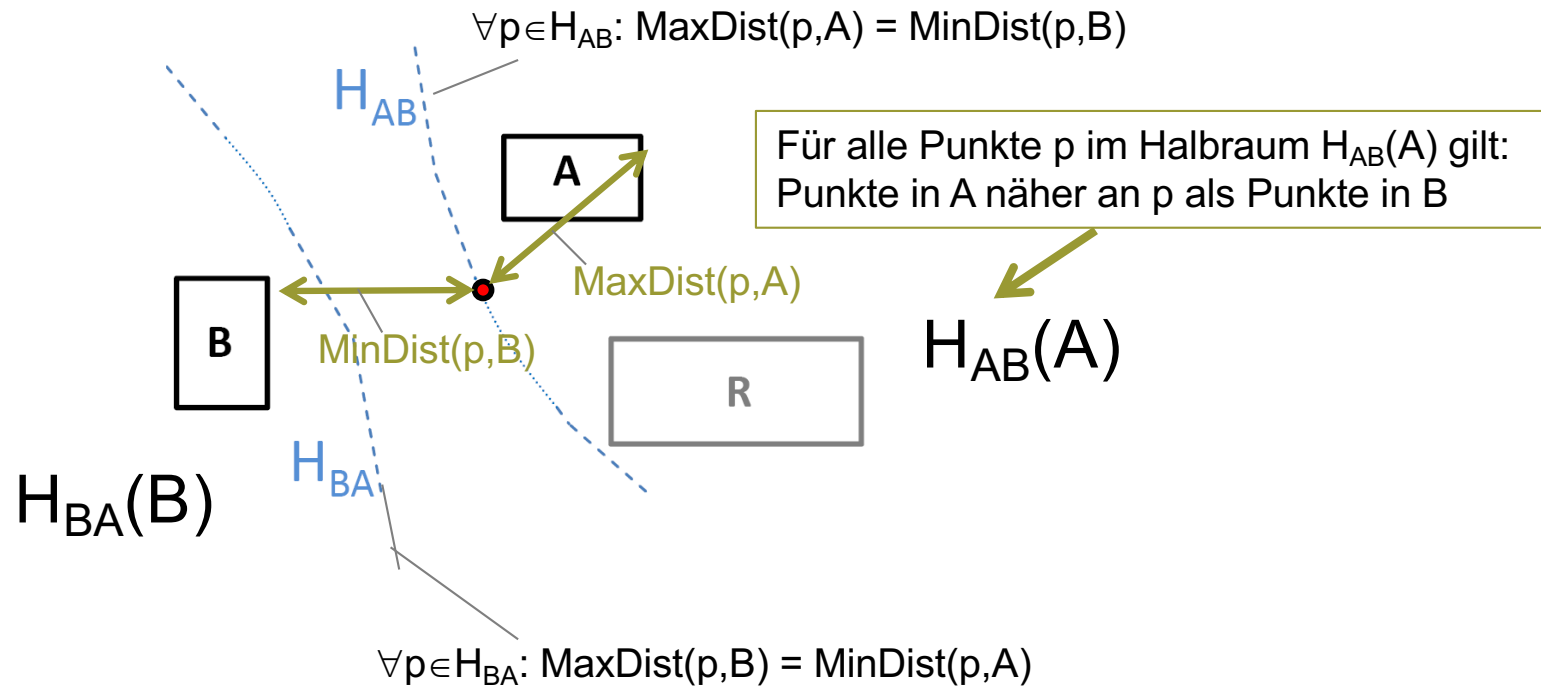 ∀p∈H_AB: MaxDist(p,A) = MinDist(p,B)
H_AB
Für alle Punkte p im Halbraum H_AB(A) gilt:
Punkte in A näher an p als Punkte in B
A
MaxDist(p,A)
B
MinDist(p,B)
H_AB(A)
R
H_BA
H_BA(B)
∀p∈H_BA: MaxDist(p,B) = MinDist(p,A)